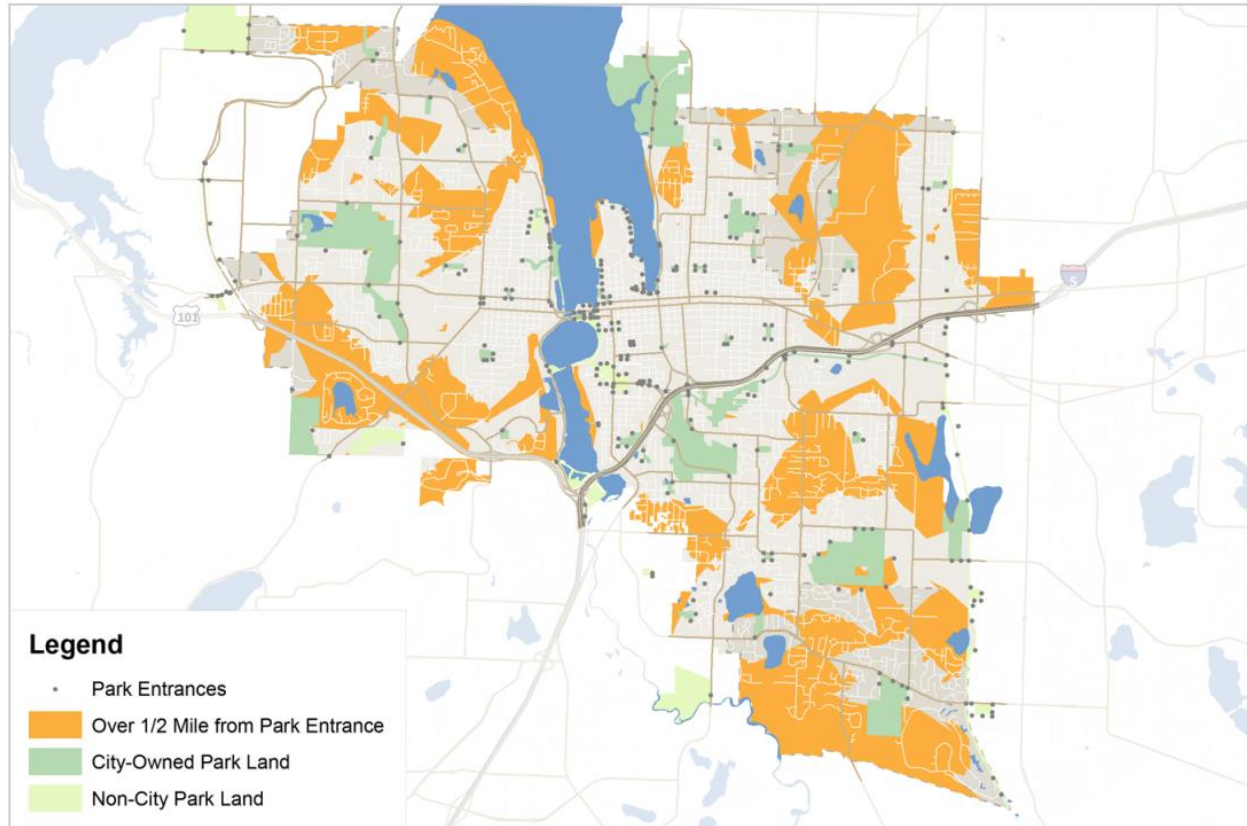 101
5
Legend
Park Entrances
Over 1/2 Mile from Park Entrance
City-Owned Park Land
Non-City Park Land